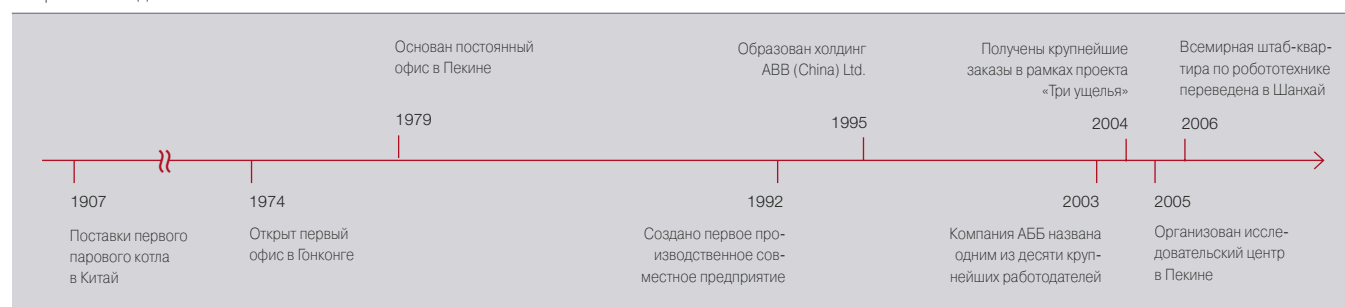 Основан постоянный
офис в Пекине
1979
Образован холдинг
ABB (China) Ltd.
1995
Получены крупнейшие
заказы в рамках проекта
«Три ущелья»
2004
Всемирная штаб-квар-
тира по робототехнике
переведена в Шанхай
2006
1907
Поставки первого
парового котла
в Китай
1974
Открыт первый
офис в Гонконге
1992
Создано первое про-
изводственное сов-
местное предприятие
2003
Компания АББ названа
одним из десяти круп-
нейших работодателей
2005
Организован иссле-
довательский центр
в Пекине